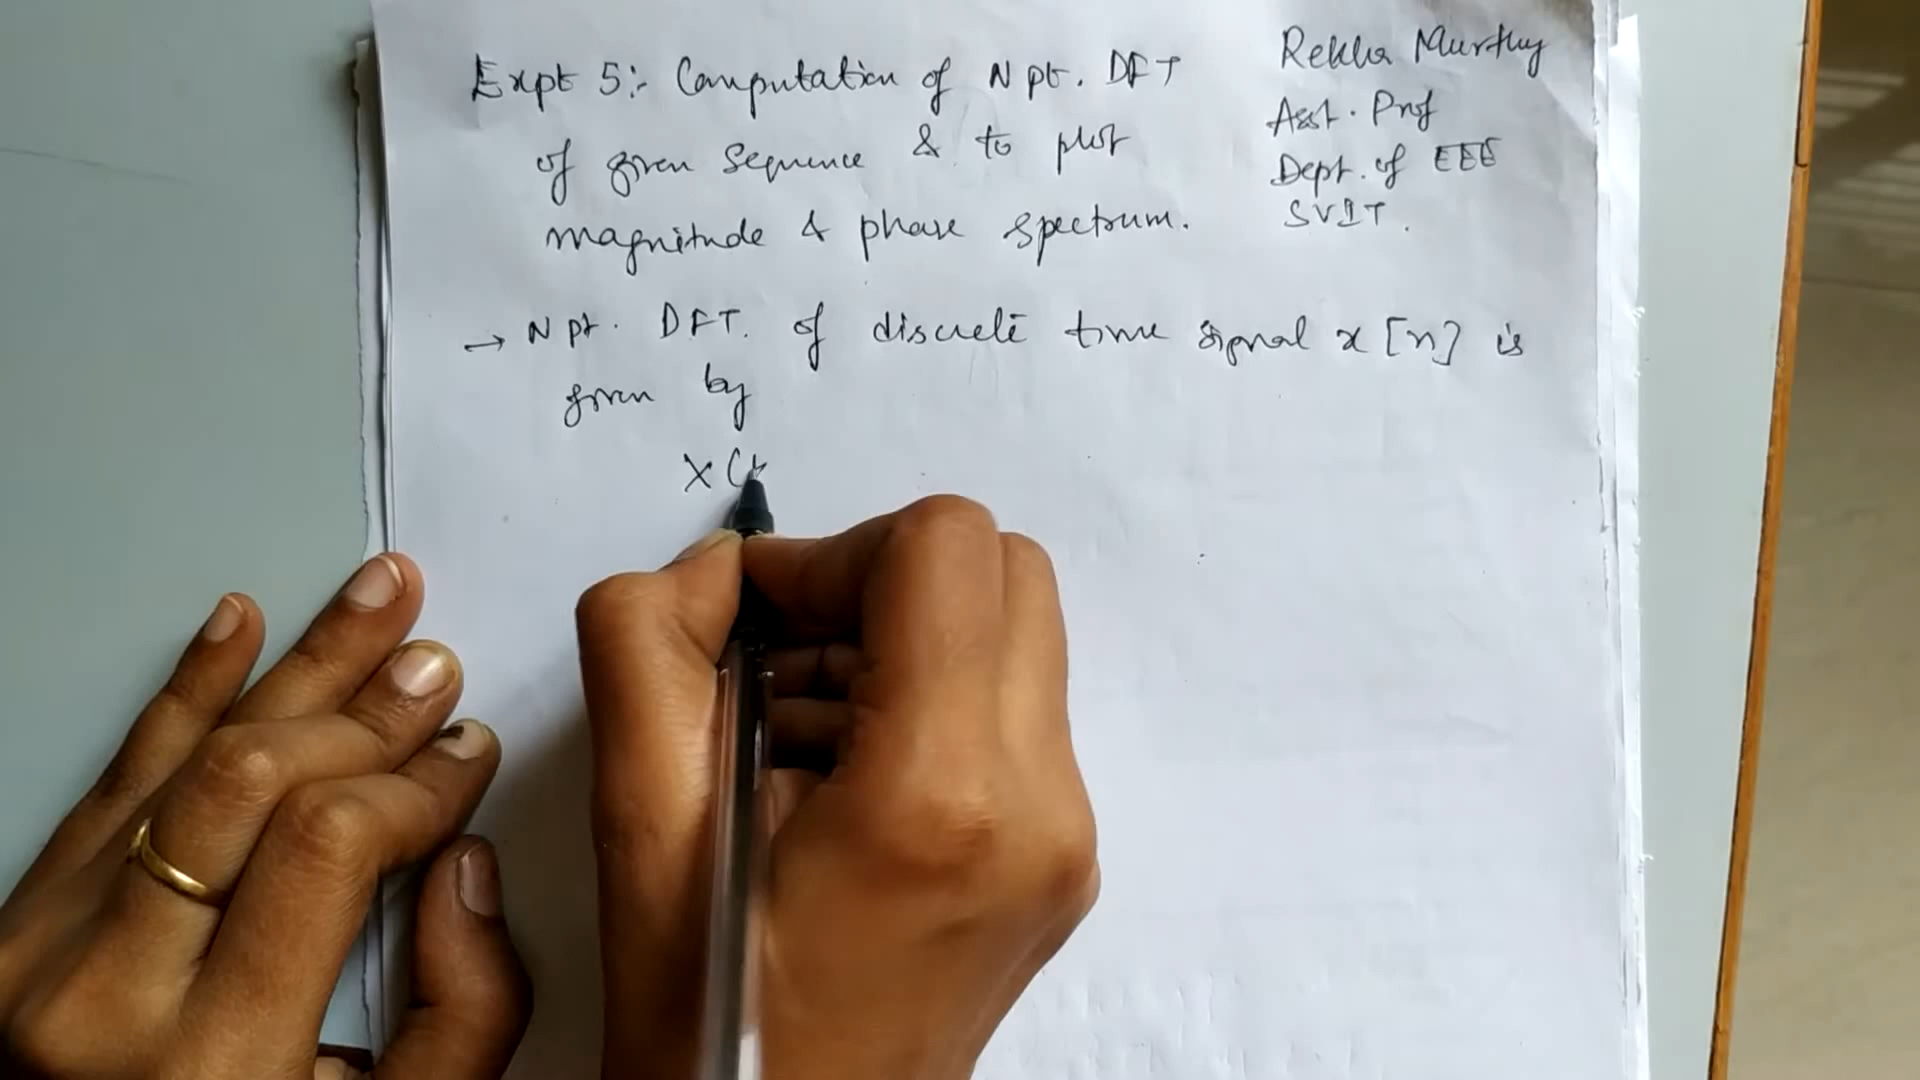 Expt 5:- Computation of N pt. DFT
of given sequence & to plot
magnitude & phase spectrum.
Rekha Murthy
Asst. Prof
Dept. of EEE
SVIT.
→ N pt. DFT. of discrete time signal x[n] is
given by
X(k